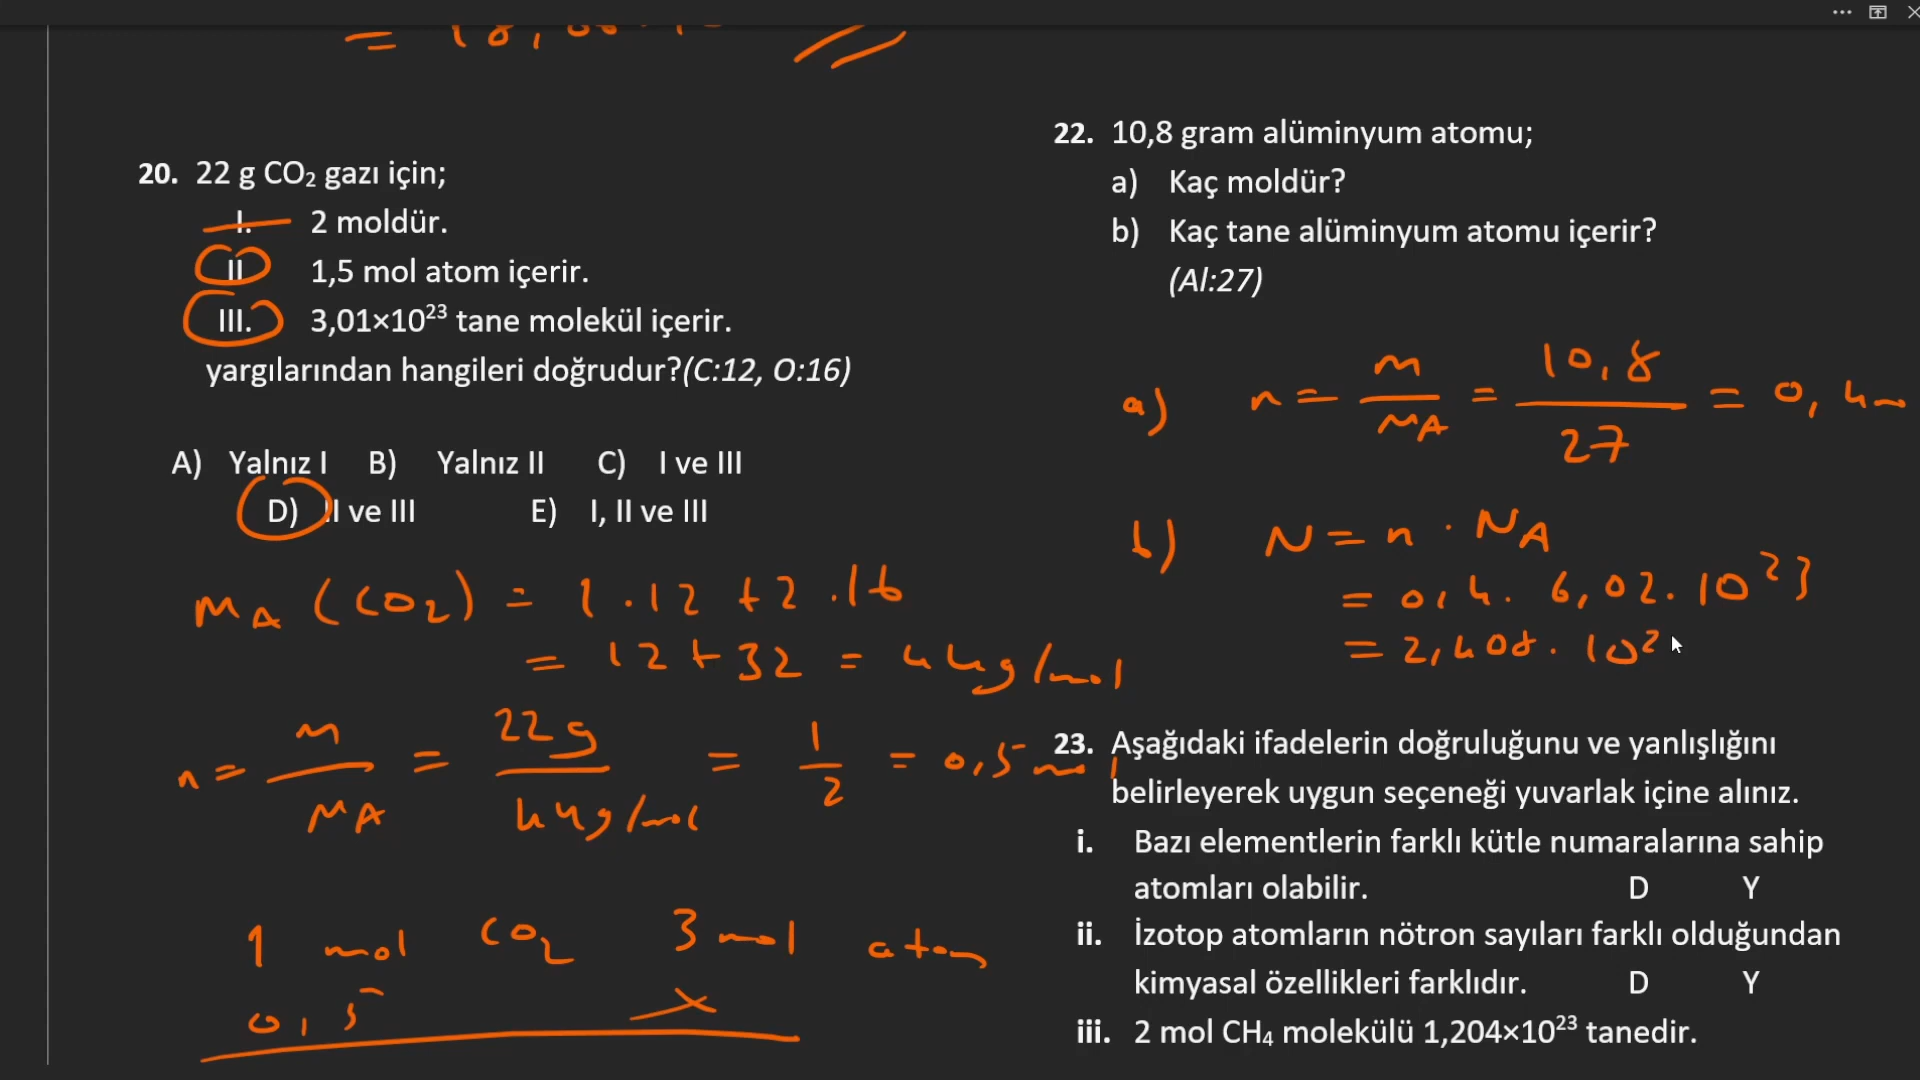 20. 22 g CO₂ gazı için;
I. 2 moldür.
II 1,5 mol atom içerir.
III. 3,01×10²³ tane molekül içerir.
yargılarından hangileri doğrudur?(C:12, O:16)
A) Yalnız I B) Yalnız II C) I ve III
D) II ve III E) I, II ve III
MA (CO2) = 1.12 + 2.16
= 12 + 32 = 44g/mol
n = m/MA = 22g/44g/mol = 1/2 = 0,5 mol
1 mol CO2 3 mol atom
0,5 x
22. 10,8 gram alüminyum atomu;
a) Kaç moldür?
b) Kaç tane alüminyum atomu içerir?
(Al:27)
a) n = m/MA = 10,8/27 = 0,4m
b) N = n . NA
= 0,4 . 6,02 . 10²³
= 2,408 . 10²
23. Aşağıdaki ifadelerin doğruluğunu ve yanlışlığını
belirleyerek uygun seçeneği yuvarlak içine alınız.
i. Bazı elementlerin farklı kütle numaralarına sahip
atomları olabilir. D Y
ii. İzotop atomların nötron sayıları farklı olduğundan
kimyasal özellikleri farklıdır. D Y
iii. 2 mol CH₄ molekülü 1,204×10²³ tanedir.